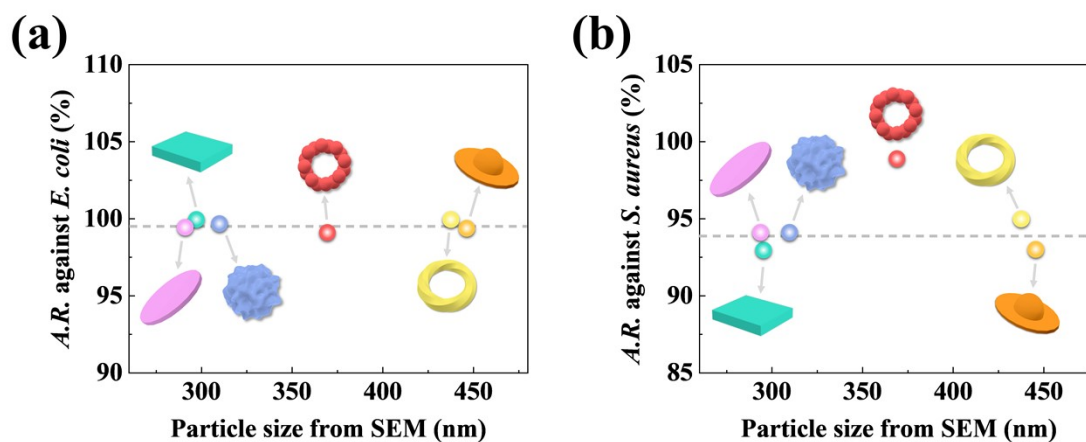 (a)
110
105
100
95
90
A.R. against E. coli (%)
300 350 400 450
Particle size from SEM (nm)
(b)
105
100
95
90
85
A.R. against S. aureus (%)
300 350 400 450
Particle size from SEM (nm)